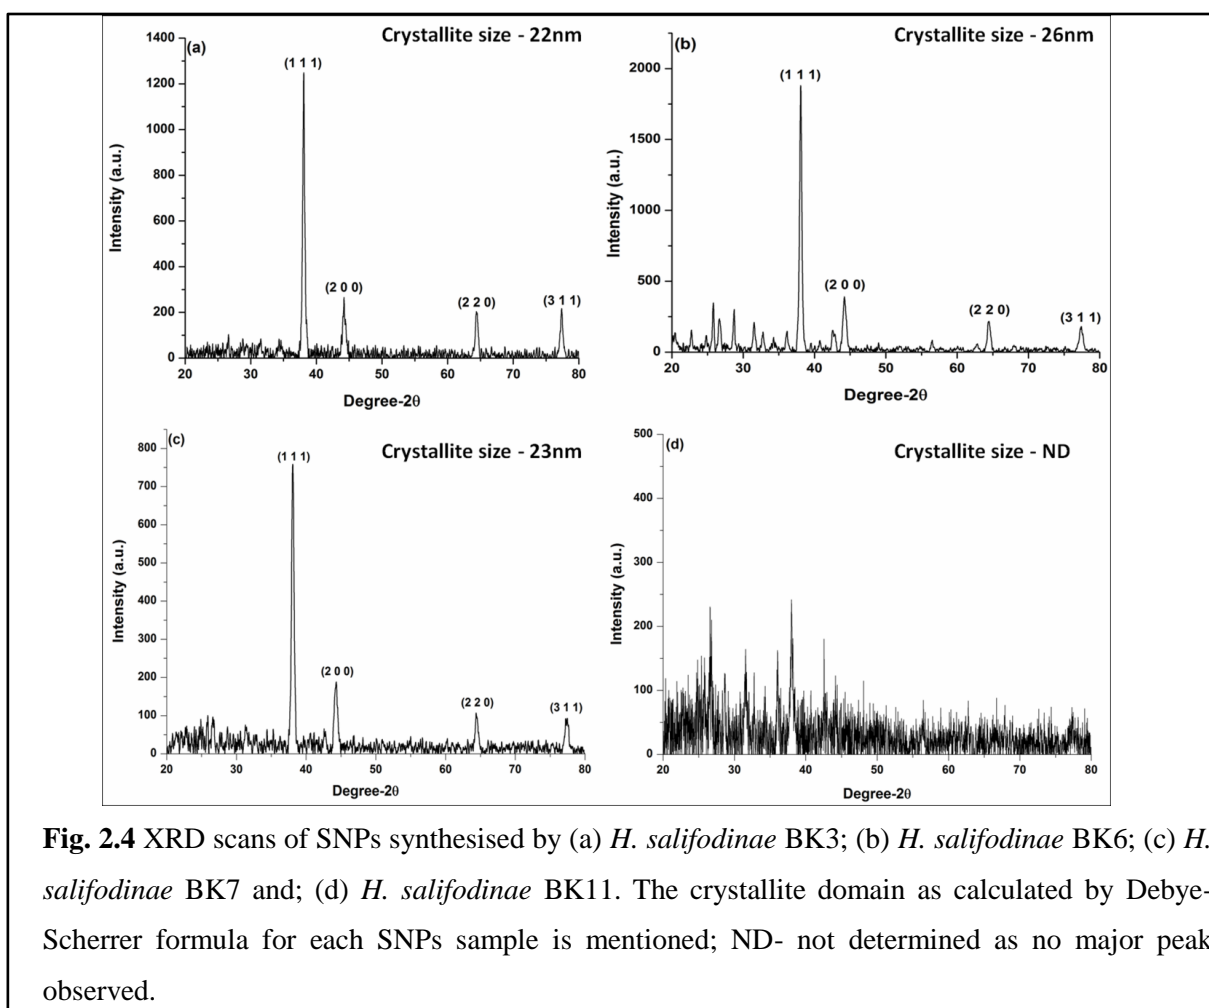 (a)
Crystallite size - 22nm
1400
1200
1000
800
600
400
200
0
(1 1 1)
(2 0 0)
(2 2 0)
(3 1 1)
20 30 40 50 60 70 80
Intensity (a.u.)
Degree-2θ
(b)
Crystallite size - 26nm
2000
1500
1000
500
0
(1 1 1)
(2 0 0)
(2 2 0)
(3 1 1)
20 30 40 50 60 70 80
Intensity (a.u.)
Degree-2θ
(c)
Crystallite size - 23nm
800
700
600
500
400
300
200
100
0
(1 1 1)
(2 0 0)
(2 2 0)
(3 1 1)
20 30 40 50 60 70 80
Intensity (a.u.)
Degree-2θ
(d)
Crystallite size - ND
500
450
400
350
300
250
200
150
100
50
0
20 30 40 50 60 70 80
Intensity (a.u.)
Degree-2θ
Fig. 2.4 XRD scans of SNPs synthesised by (a) H. salifodinae BK3; (b) H. salifodinae BK6; (c) H.
salifodinae BK7 and; (d) H. salifodinae BK11. The crystallite domain as calculated by Debye-
Scherrer formula for each SNPs sample is mentioned; ND- not determined as no major peak
observed.